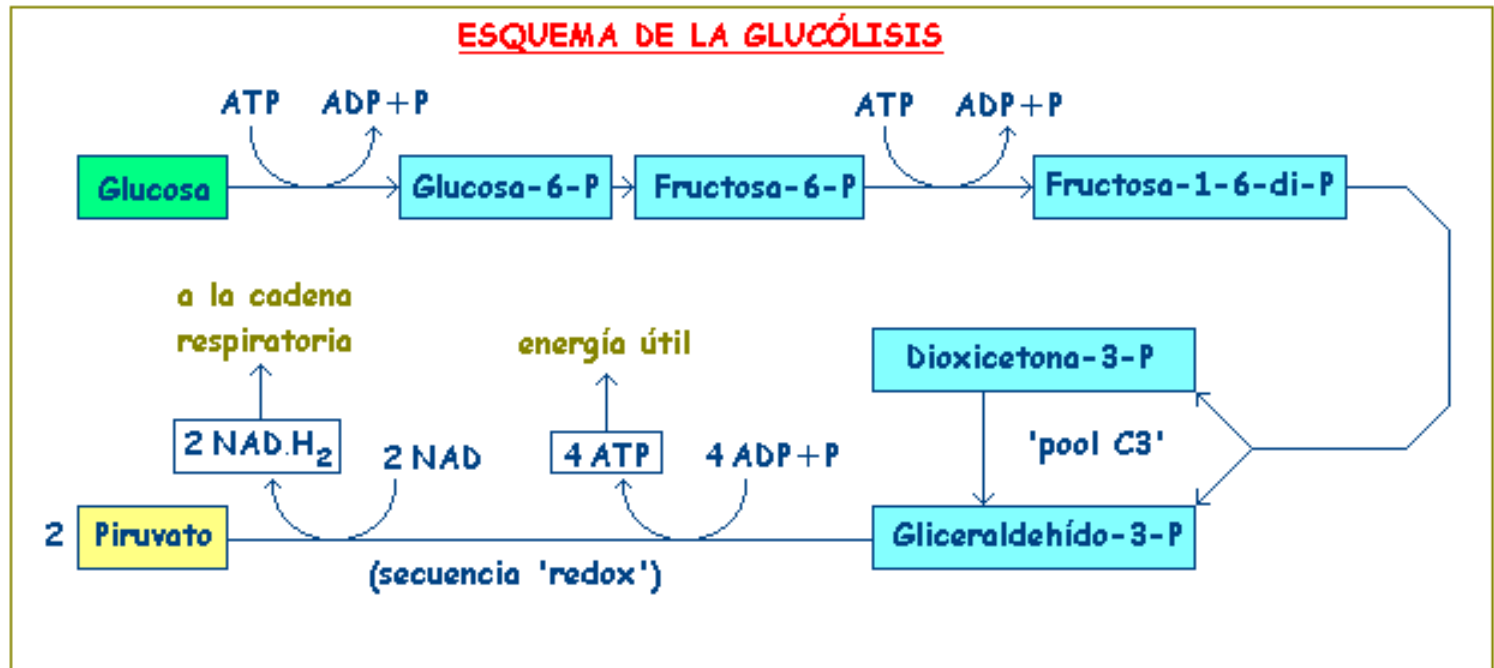 ESQUEMA DE LA GLUCÓLISIS
ATP ADP+P ATP ADP+P
Glucosa Glucosa-6-P Fructosa-6-P Fructosa-1-6-di-P
a la cadena
respiratoria
energía útil
Dioxicetona-3-P
2 NAD.H₂ 2 NAD 4 ATP 4 ADP+P 'pool C3'
2 Piruvato Gliceraldehído-3-P
(secuencia 'redox')